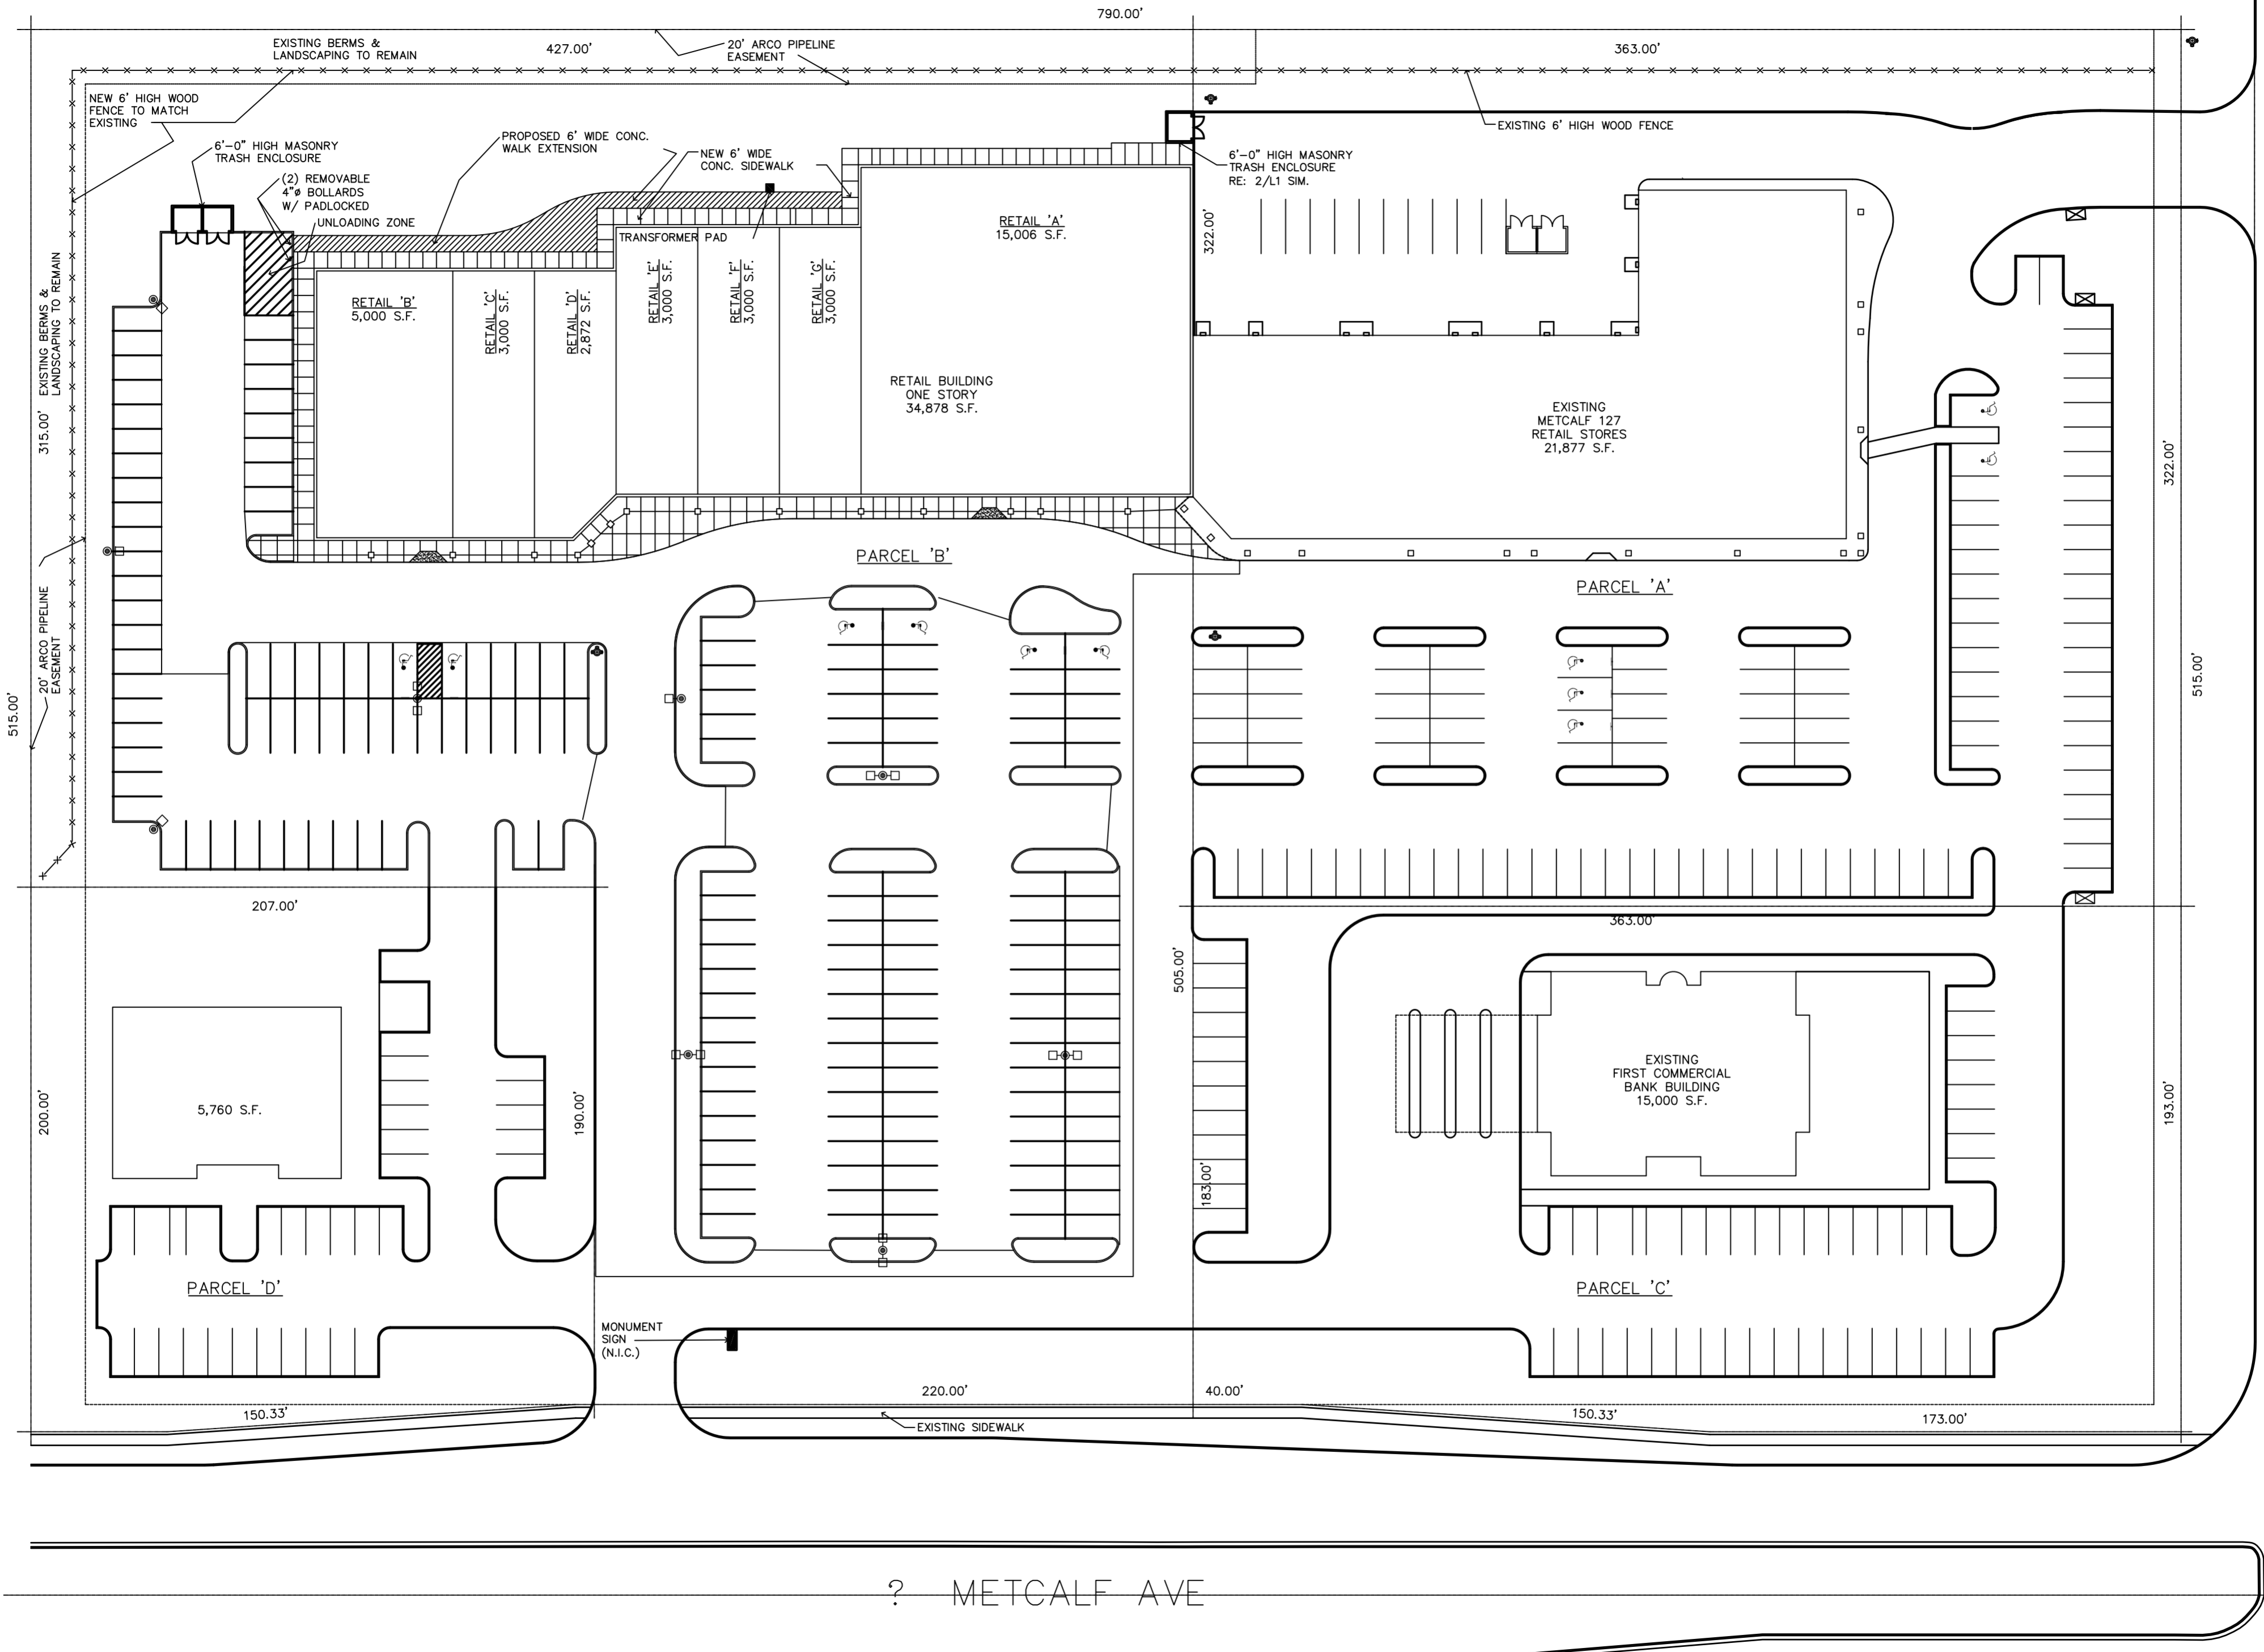 790.00'
EXISTING BERMS &
LANDSCAPING TO REMAIN
427.00'
20' ARCO PIPELINE
EASEMENT
363.00'
NEW 6' HIGH WOOD
FENCE TO MATCH
EXISTING
6'-0" HIGH MASONRY
TRASH ENCLOSURE
(2) REMOVABLE
4"ø BOLLARDS
W/ PADLOCKED
UNLOADING ZONE
PROPOSED 6' WIDE CONC.
WALK EXTENSION
NEW 6' WIDE
CONC. SIDEWALK
6'-0" HIGH MASONRY
TRASH ENCLOSURE
RE: 2/L1 SIM.
EXISTING 6' HIGH WOOD FENCE
TRANSFORMER PAD
RETAIL 'A'
15,006 S.F.
322.00'
RETAIL 'B'
5,000 S.F.
RETAIL 'C'
3,000 S.F.
RETAIL 'D'
2,872 S.F.
RETAIL 'E'
3,000 S.F.
RETAIL 'F'
3,000 S.F.
RETAIL 'G'
3,000 S.F.
RETAIL BUILDING
ONE STORY
34,878 S.F.
EXISTING
METCALF 127
RETAIL STORES
21,877 S.F.
315.00'
EXISTING BERMS &
LANDSCAPING TO REMAIN
322.00'
PARCEL 'B'
PARCEL 'A'
20' ARCO PIPELINE
EASEMENT
515.00'
515.00'
207.00'
363.00'
505.00'
200.00'
5,760 S.F.
190.00'
183.00'
EXISTING
FIRST COMMERCIAL
BANK BUILDING
15,000 S.F.
193.00'
PARCEL 'D'
PARCEL 'C'
MONUMENT
SIGN
(N.I.C.)
150.33'
220.00'
40.00'
150.33'
173.00'
EXISTING SIDEWALK
? METCALF AVE